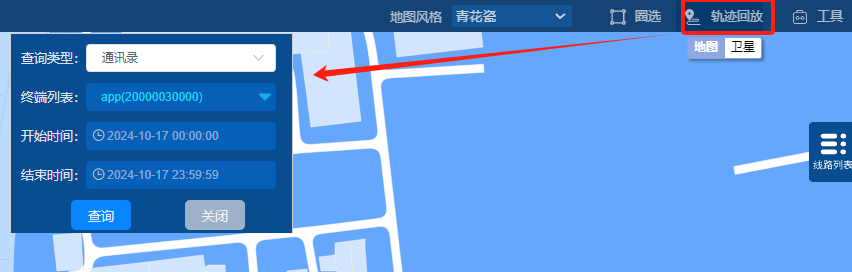 地图风格 青花瓷 圈选 轨迹回放 工具
地图 卫星
查询类型: 通讯录
终端列表: app(20000030000)
开始时间: 2024-10-17 00:00:00
结束时间: 2024-10-17 23:59:59
查询 关闭
线路列表